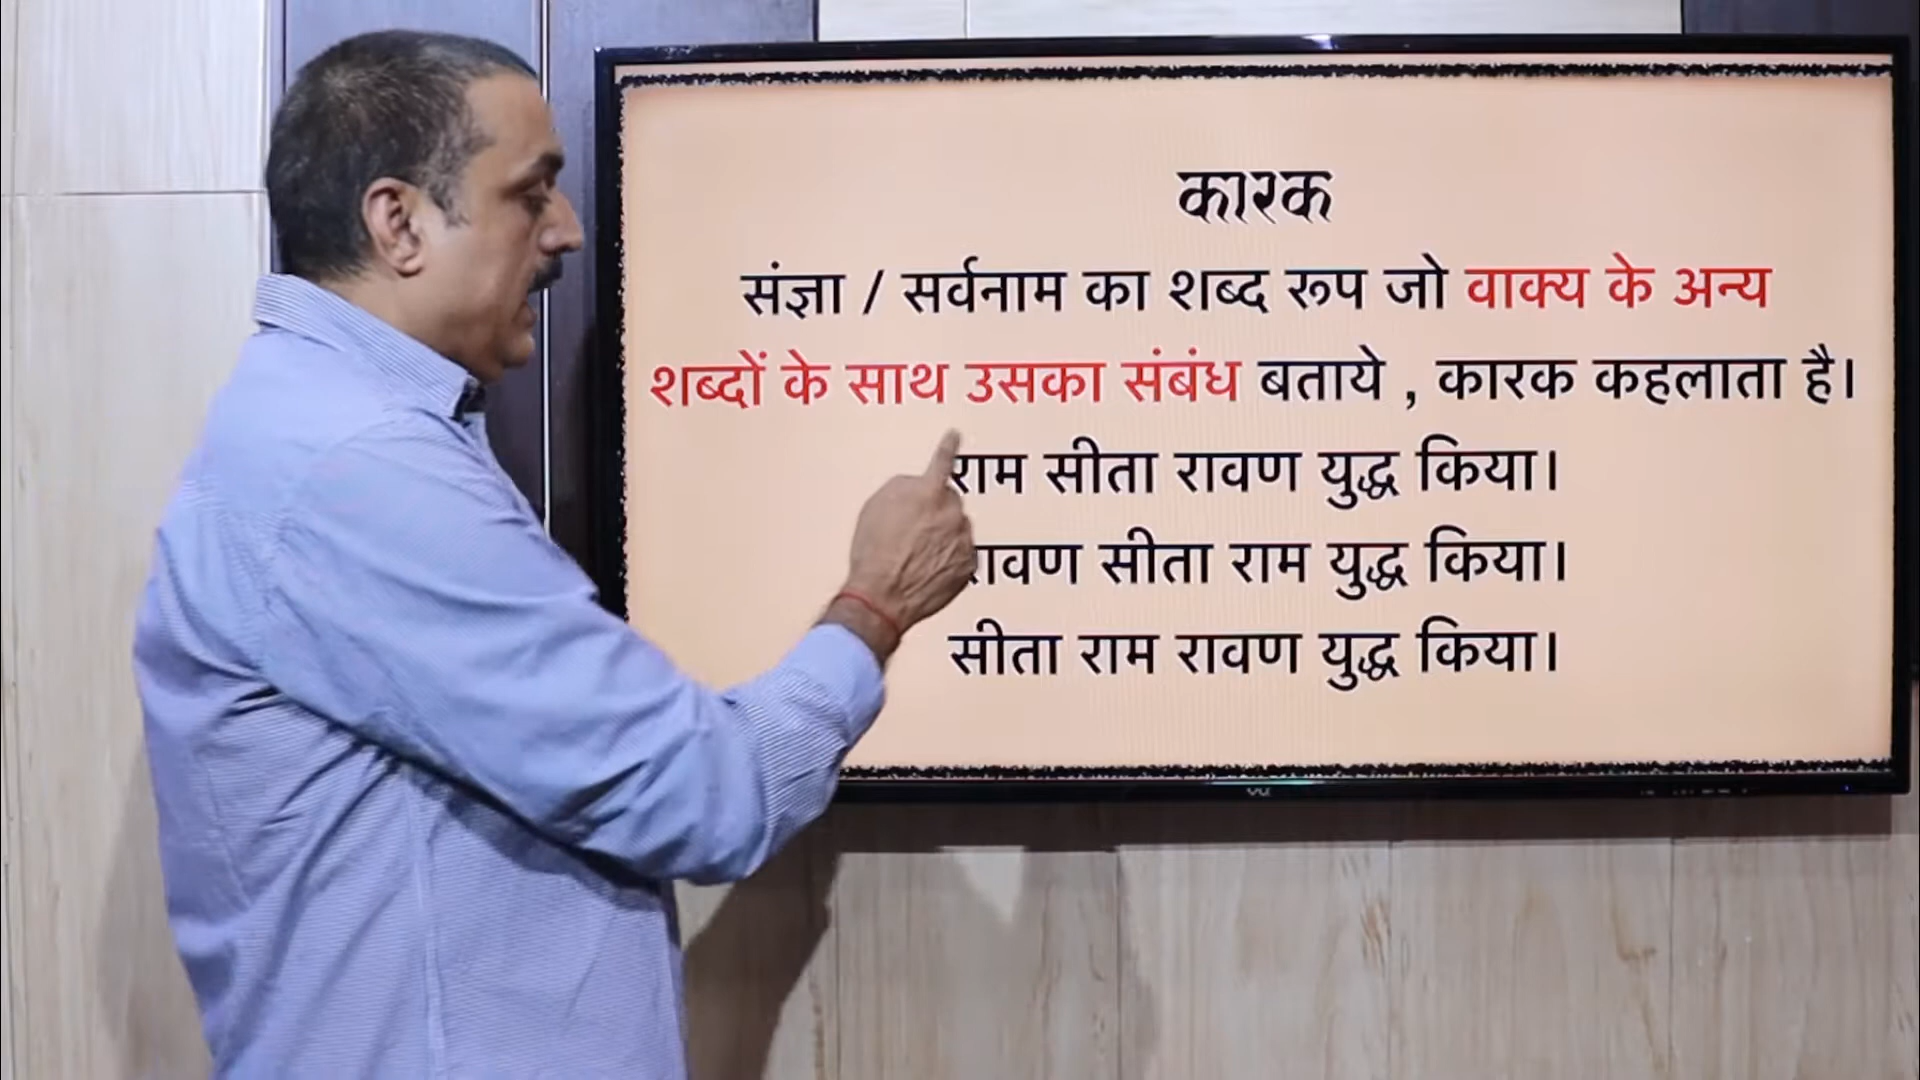 कारक
संज्ञा / सर्वनाम का शब्द रूप जो वाक्य के अन्य
शब्दों के साथ उसका संबंध बताये , कारक कहलाता है।
राम सीता रावण युद्ध किया।
रावण सीता राम युद्ध किया।
सीता राम रावण युद्ध किया।